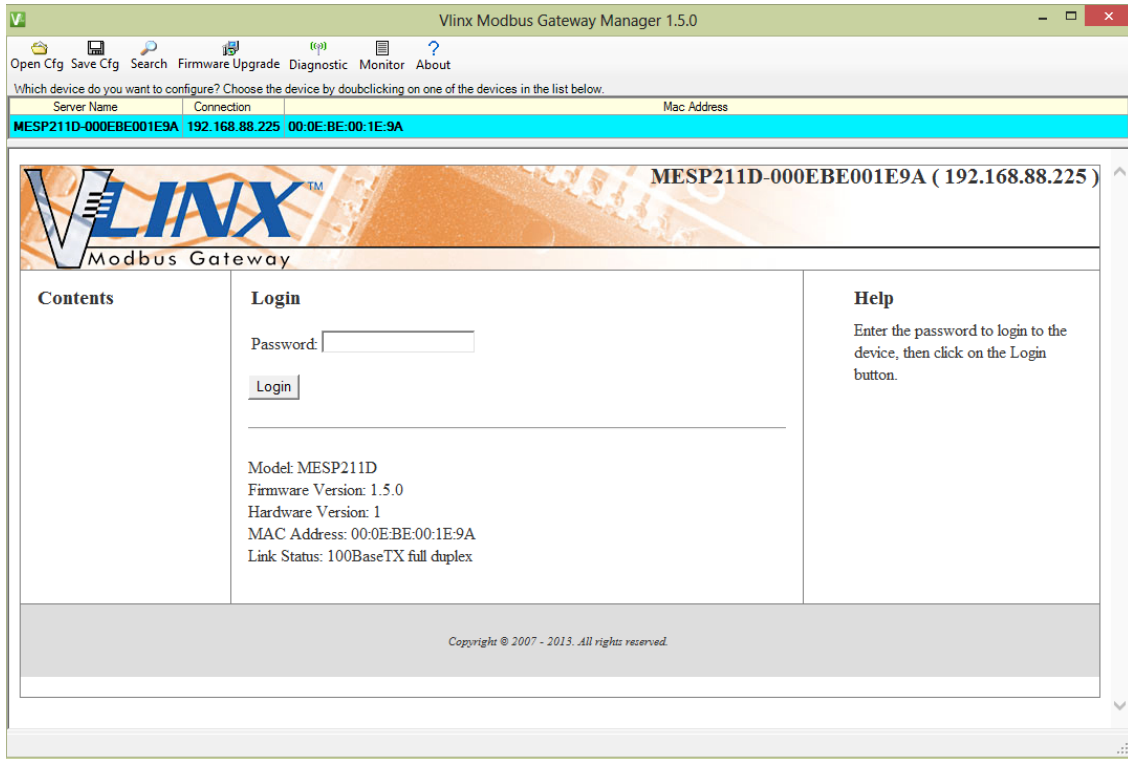 Vlinx Modbus Gateway Manager 1.5.0
Open Cfg Save Cfg Search Firmware Upgrade Diagnostic Monitor About
Which device do you want to configure? Choose the device by doubclicking on one of the devices in the list below.
Server Name Connection Mac Address
MESP211D-000EBE001E9A 192.168.88.225 00:0E:BE:00:1E:9A
MESP211D-000EBE001E9A ( 192.168.88.225 )
VLINX TM
Modbus Gateway
Contents
Login
Password:
Login
Model: MESP211D
Firmware Version: 1.5.0
Hardware Version: 1
MAC Address: 00:0E:BE:00:1E:9A
Link Status: 100BaseTX full duplex
Help
Enter the password to login to the
device, then click on the Login
button.
Copyright © 2007 - 2013. All rights reserved.